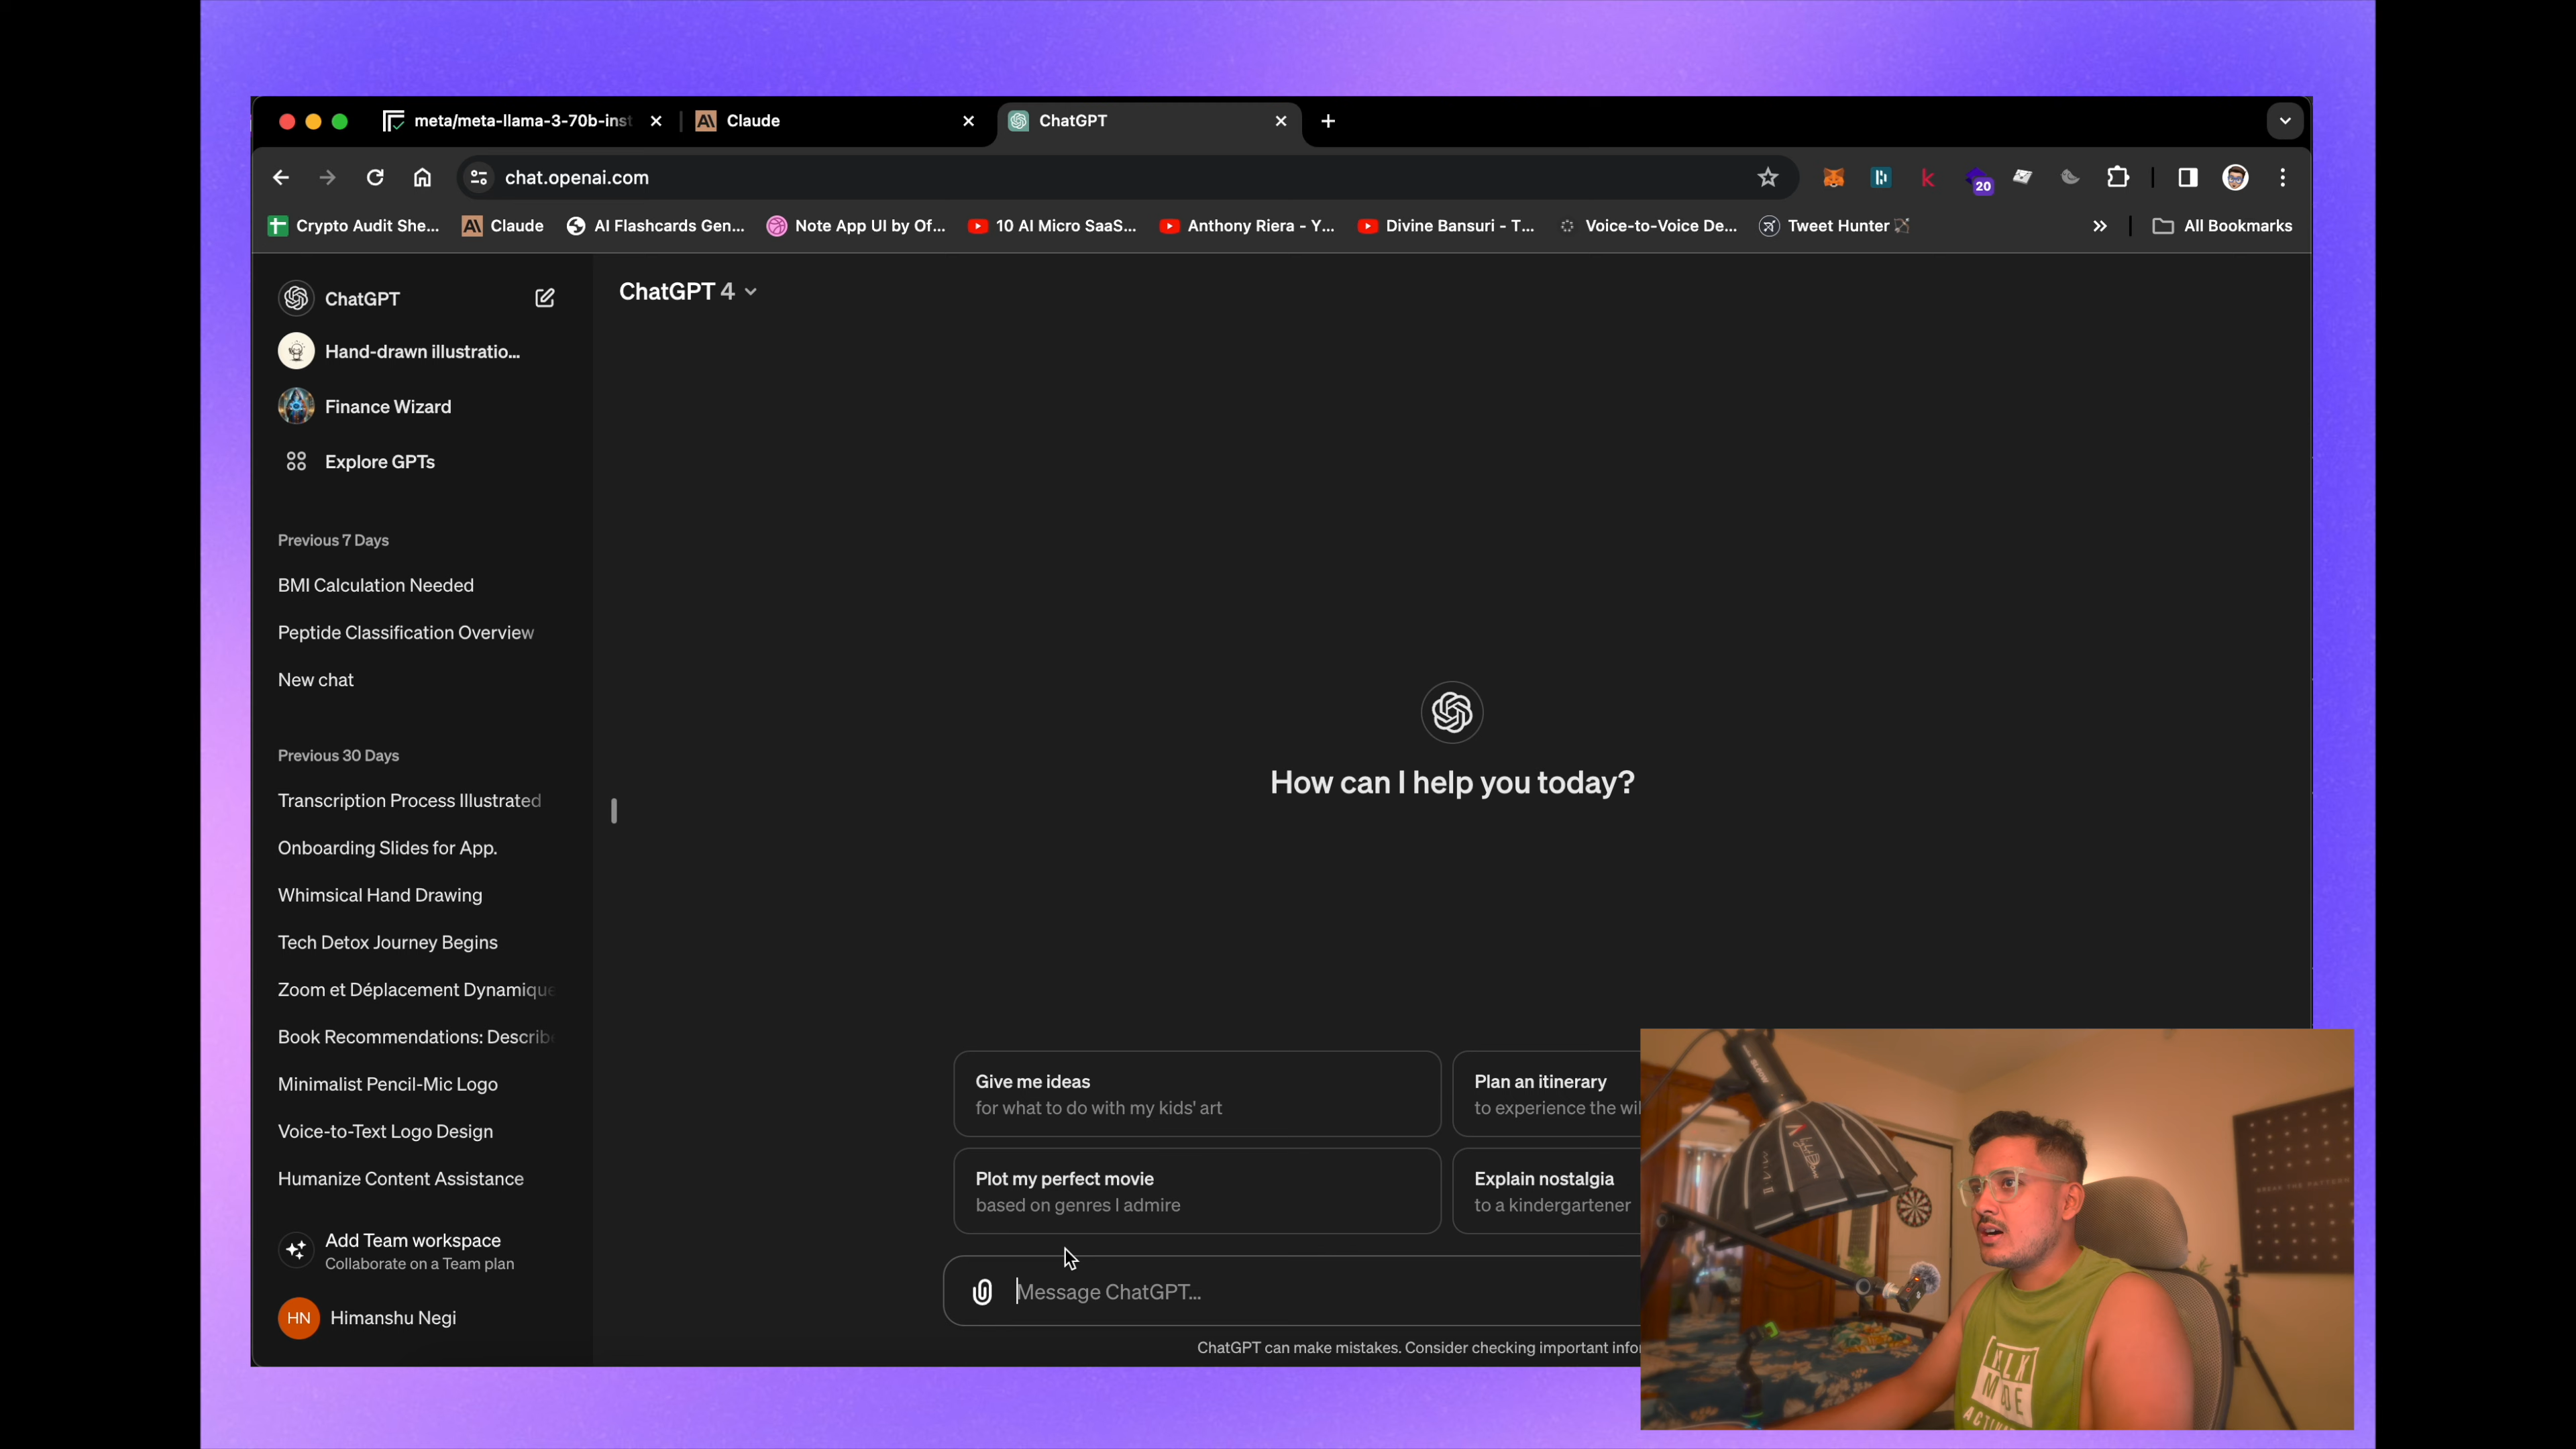 meta/meta-llama-3-70b-inst
Claude
ChatGPT
chat.openai.com
20
Crypto Audit She...
Claude
AI Flashcards Gen...
Note App UI by Of...
10 AI Micro SaaS...
Anthony Riera - Y...
Divine Bansuri - T...
Voice-to-Voice De...
Tweet Hunter
All Bookmarks
ChatGPT
Hand-drawn illustratio...
Finance Wizard
Explore GPTs
Previous 7 Days
BMI Calculation Needed
Peptide Classification Overview
New chat
Previous 30 Days
Transcription Process Illustrated
Onboarding Slides for App.
Whimsical Hand Drawing
Tech Detox Journey Begins
Zoom et Déplacement Dynamique
Book Recommendations: Describe
Minimalist Pencil-Mic Logo
Voice-to-Text Logo Design
Humanize Content Assistance
Add Team workspace
Collaborate on a Team plan
HN
Himanshu Negi
ChatGPT 4
How can I help you today?
Give me ideas
for what to do with my kids' art
Plan an itinerary
to experience the wil
Plot my perfect movie
based on genres I admire
Explain nostalgia
to a kindergartener
Message ChatGPT...
ChatGPT can make mistakes. Consider checking important info
BREAK THE PATTERN